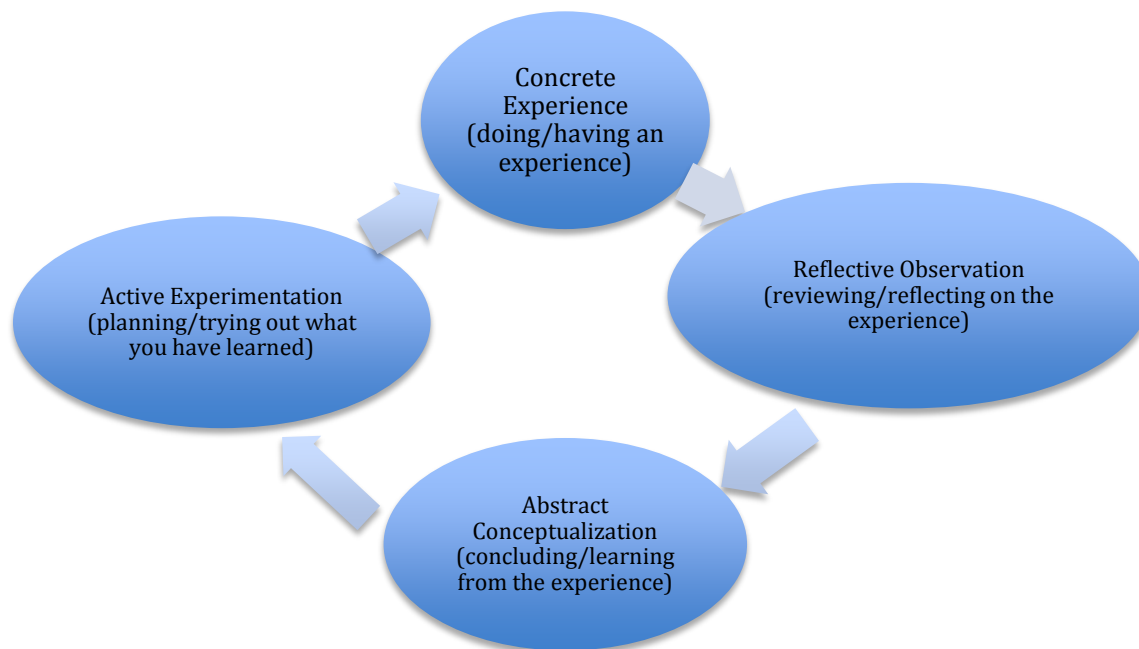 Concrete
Experience
(doing/having an
experience)
Reflective Observation
(reviewing/reflecting on the
experience)
Abstract
Conceptualization
(concluding/learning
from the experience)
Active Experimentation
(planning/trying out what
you have learned)